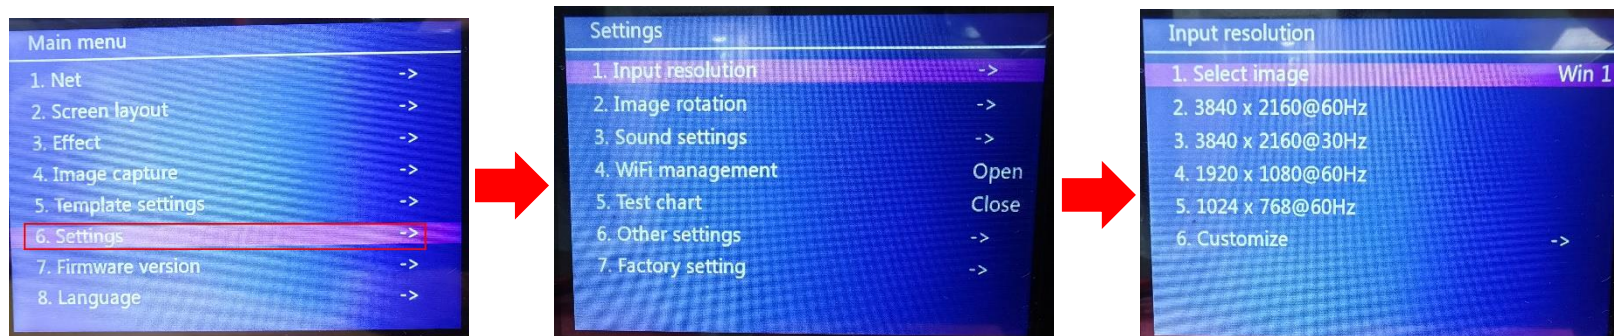 Main menu
1. Net ->
2. Screen layout ->
3. Effect ->
4. Image capture ->
5. Template settings ->
6. Settings ->
7. Firmware version ->
8. Language ->
Settings
1. Input resolution ->
2. Image rotation ->
3. Sound settings ->
4. WiFi management Open
5. Test chart Close
6. Other settings ->
7. Factory setting ->
Input resolution
1. Select image Win 1
2. 3840 x 2160@60Hz
3. 3840 x 2160@30Hz
4. 1920 x 1080@60Hz
5. 1024 x 768@60Hz
6. Customize ->